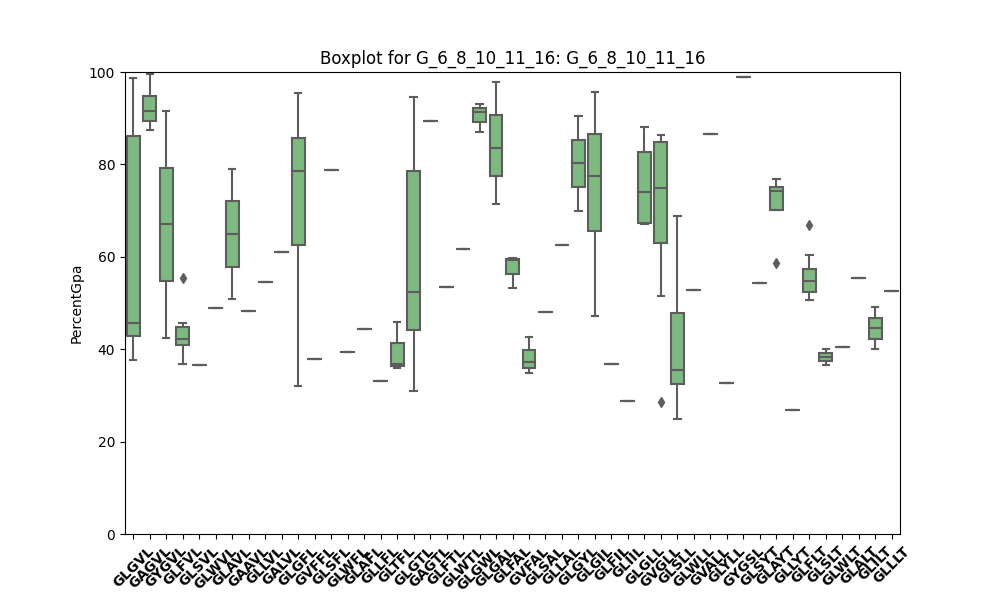 Boxplot for G_6_8_10_11_16: G_6_8_10_11_16
PercentGpa
100
80
60
40
20
0
GLGVL
GAGVL
GYGVL
GLFVL
GLSVL
GLWVL
GLAVL
GAAVL
GLLVL
GALVL
GLGFL
GVFFL
GLSFL
GLWFL
GLAFL
GLLFL
GLTFL
GLGTL
GAGTL
GLFTL
GLWTL
GLGWL
GLGAL
GLFAL
GVFAL
GLSAL
GLLAL
GLGYL
GLGIL
GLFIL
GLIIL
GLGLL
GVGLL
GLSLL
GLWLL
GVALL
GLYLL
GYGSL
GLSYT
GLAYT
GLLYT
GLFLT
GLSLT
GLWLT
GLALT
GLILT
GLLLT